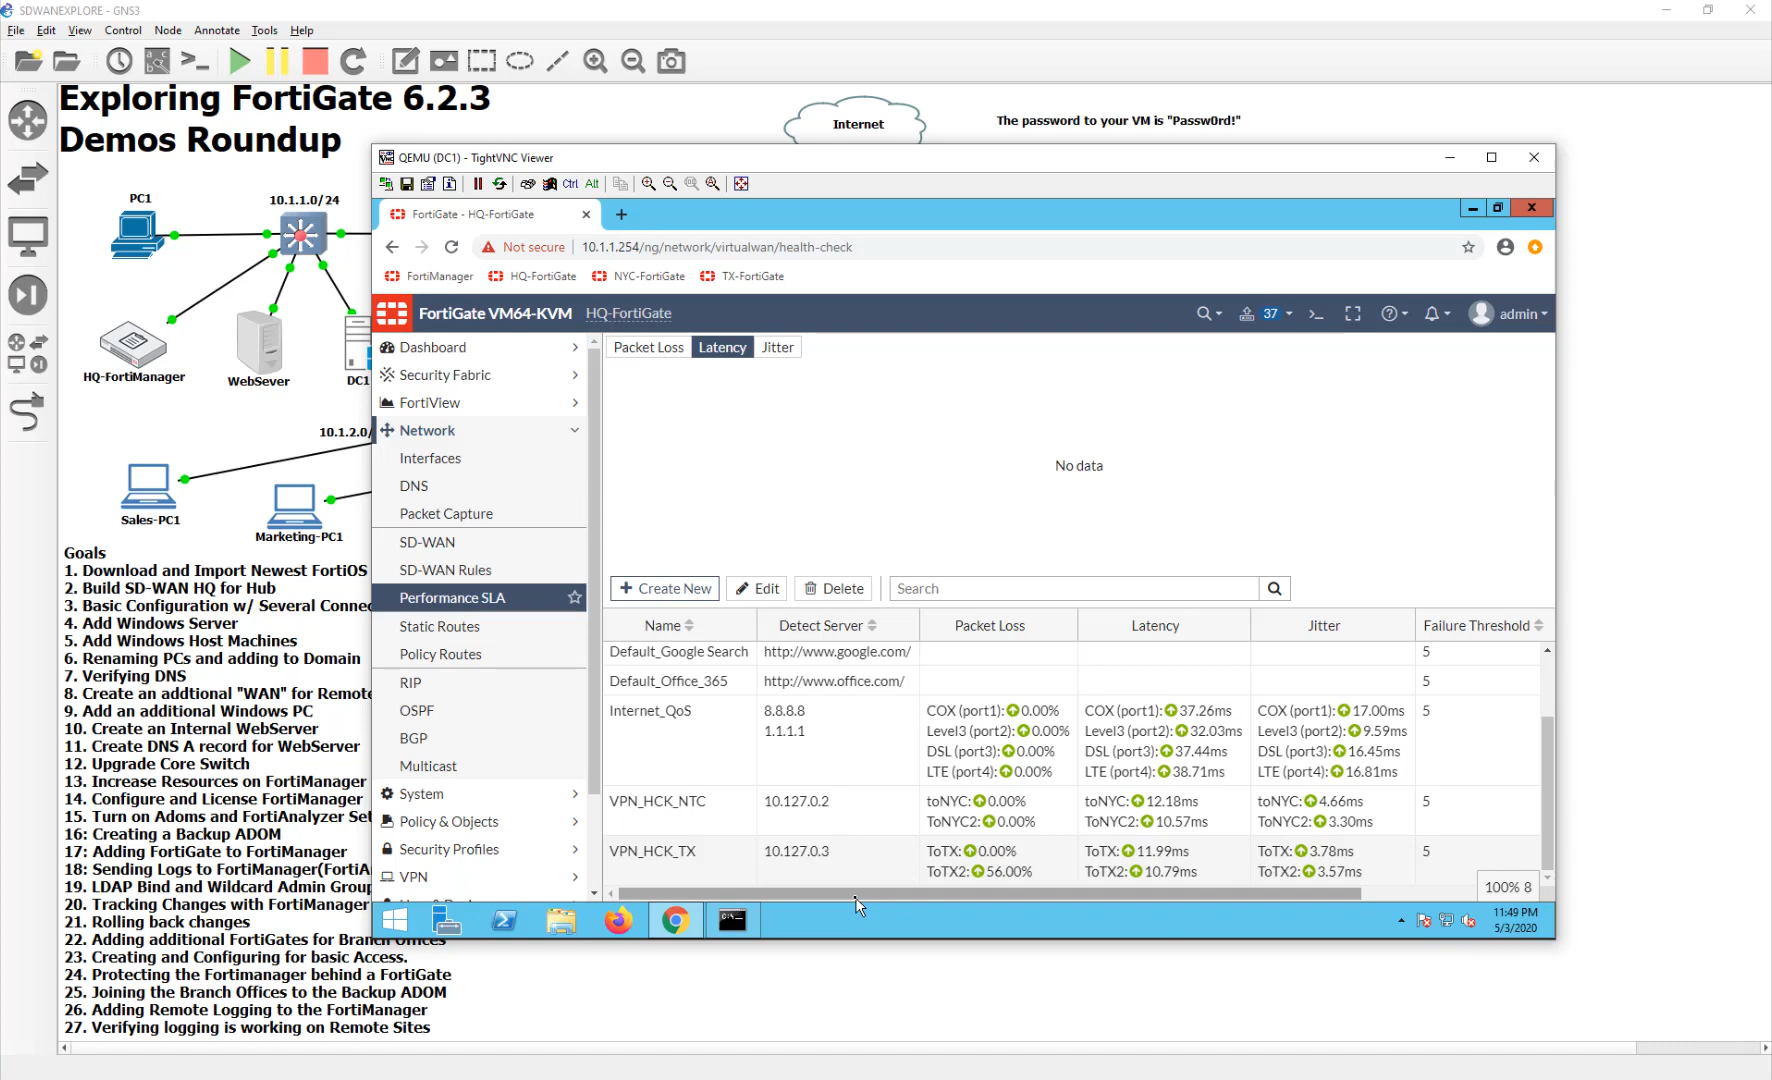 SDWANEXPLORE - GNS3
File Edit View Control Node Annotate Tools Help
Exploring FortiGate 6.2.3
Demos Roundup
Internet
The password to your VM is "Passw0rd!"
PC1
10.1.1.0/24
HQ-FortiManager
WebSever
DC1
10.1.2.0/
Sales-PC1
Marketing-PC1
Goals
1. Download and Import Newest FortiOS
2. Build SD-WAN HQ for Hub
3. Basic Configuration w/ Several Connec
4. Add Windows Server
5. Add Windows Host Machines
6. Renaming PCs and adding to Domain
7. Verifying DNS
8. Create an addtional "WAN" for Remote
9. Add an additional Windows PC
10. Create an Internal WebServer
11. Create DNS A record for WebServer
12. Upgrade Core Switch
13. Increase Resources on FortiManager
14. Configure and License FortiManager
15. Turn on Adoms and FortiAnalyzer Set
16: Creating a Backup ADOM
17: Adding FortiGate to FortiManager
18: Sending Logs to FortiManager(FortiA
19. LDAP Bind and Wildcard Admin Group
20. Tracking Changes with FortiManager
21. Rolling back changes
22. Adding additional FortiGates for Branch Offices
23. Creating and Configuring for basic Access.
24. Protecting the Fortimanager behind a FortiGate
25. Joining the Branch Offices to the Backup ADOM
26. Adding Remote Logging to the FortiManager
27. Verifying logging is working on Remote Sites
QEMU (DC1) - TightVNC Viewer
Ctrl Alt
FortiGate - HQ-FortiGate
Not secure 10.1.1.254/ng/network/virtualwan/health-check
FortiManager HQ-FortiGate NYC-FortiGate TX-FortiGate
FortiGate VM64-KVM HQ-FortiGate 37 admin
Dashboard
Security Fabric
FortiView
Network
Interfaces
DNS
Packet Capture
SD-WAN
SD-WAN Rules
Performance SLA
Static Routes
Policy Routes
RIP
OSPF
BGP
Multicast
System
Policy & Objects
Security Profiles
VPN
Packet Loss Latency Jitter
No data
Create New Edit Delete Search
Name Detect Server Packet Loss Latency Jitter Failure Threshold
Default_Google Search http://www.google.com/ 5
Default_Office_365 http://www.office.com/ 5
Internet_QoS 8.8.8.8 COX (port1): 0.00% COX (port1): 37.26ms COX (port1): 17.00ms 5
1.1.1.1 Level3 (port2): 0.00% Level3 (port2): 32.03ms Level3 (port2): 9.59ms
DSL (port3): 0.00% DSL (port3): 37.44ms DSL (port3): 16.45ms
LTE (port4): 0.00% LTE (port4): 38.71ms LTE (port4): 16.81ms
VPN_HCK_NTC 10.127.0.2 toNYC: 0.00% toNYC: 12.18ms toNYC: 4.66ms 5
ToNYC2: 0.00% ToNYC2: 10.57ms ToNYC2: 3.30ms
VPN_HCK_TX 10.127.0.3 ToTX: 0.00% ToTX: 11.99ms ToTX: 3.78ms 5
ToTX2: 56.00% ToTX2: 10.79ms ToTX2: 3.57ms
100% 8
11:49 PM
5/3/2020